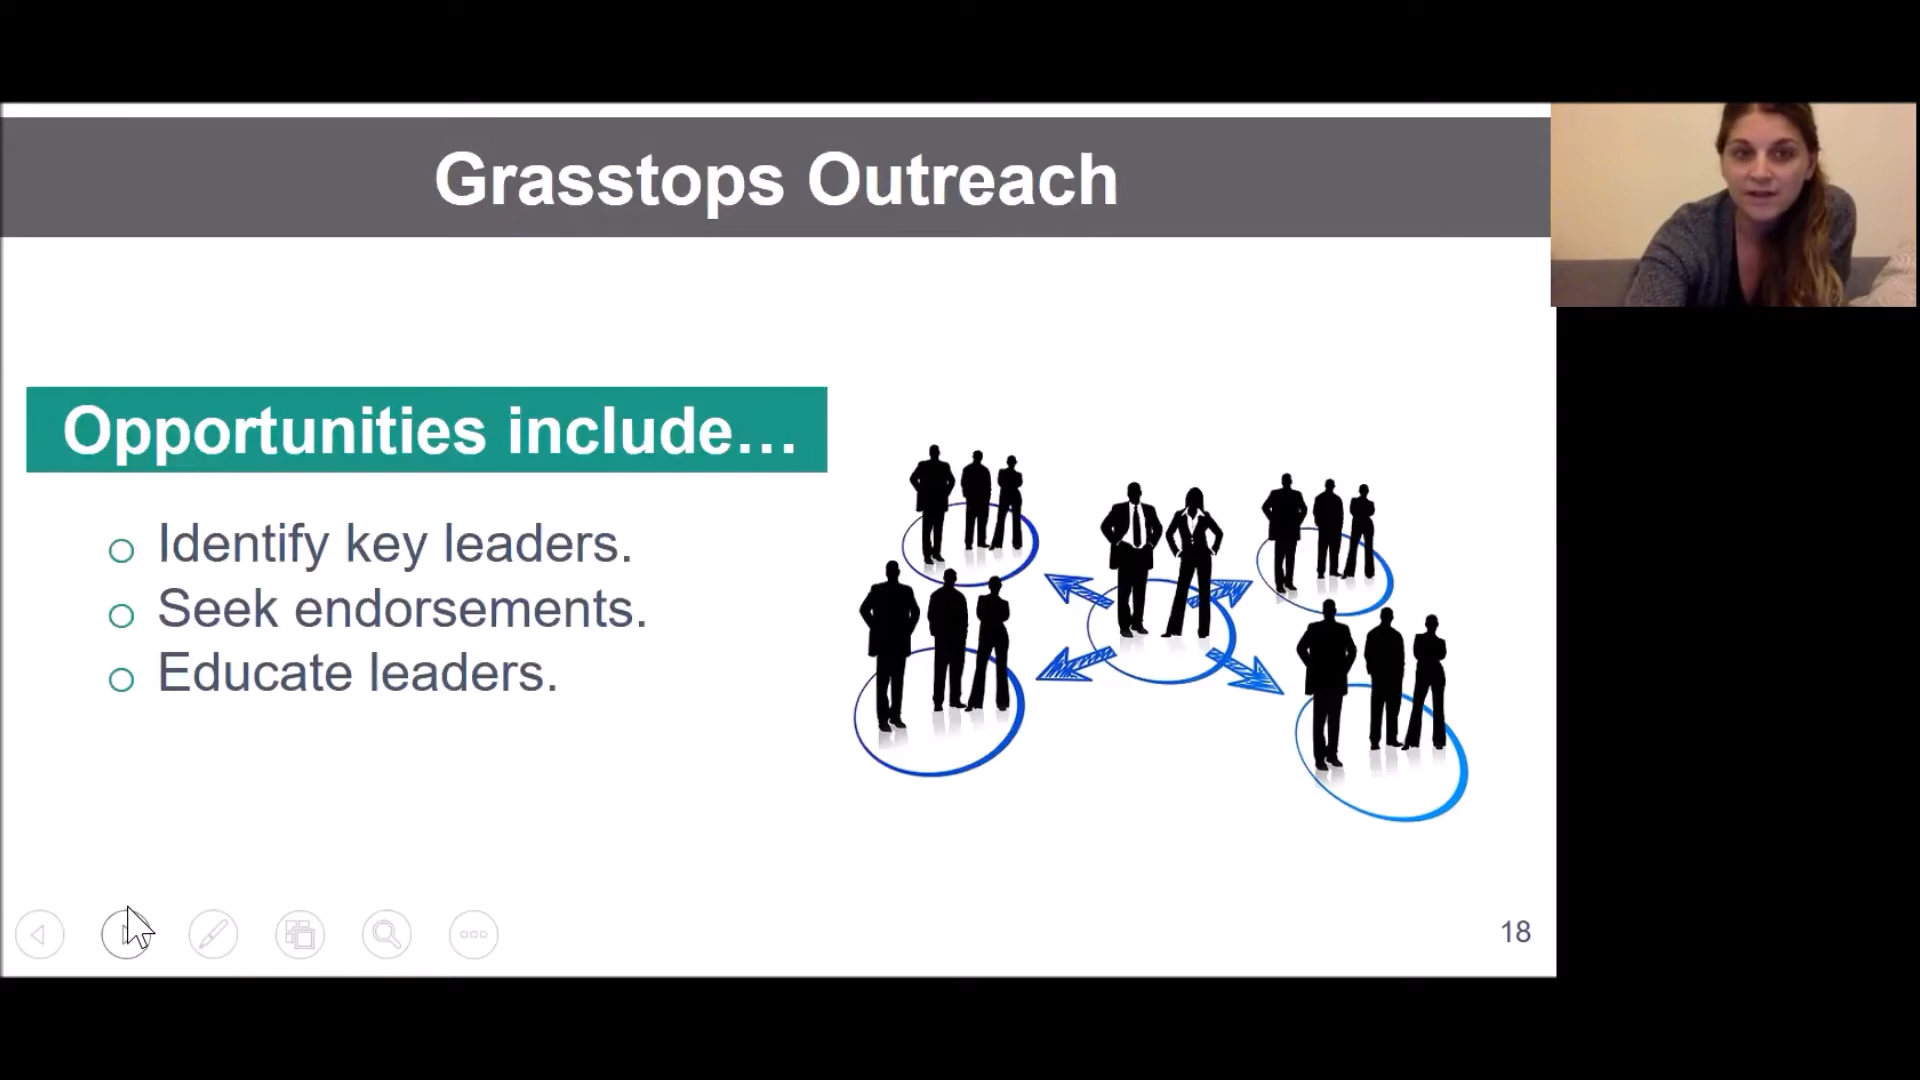 Grasstops Outreach
Opportunities include…
Identify key leaders.
Seek endorsements.
Educate leaders.
18